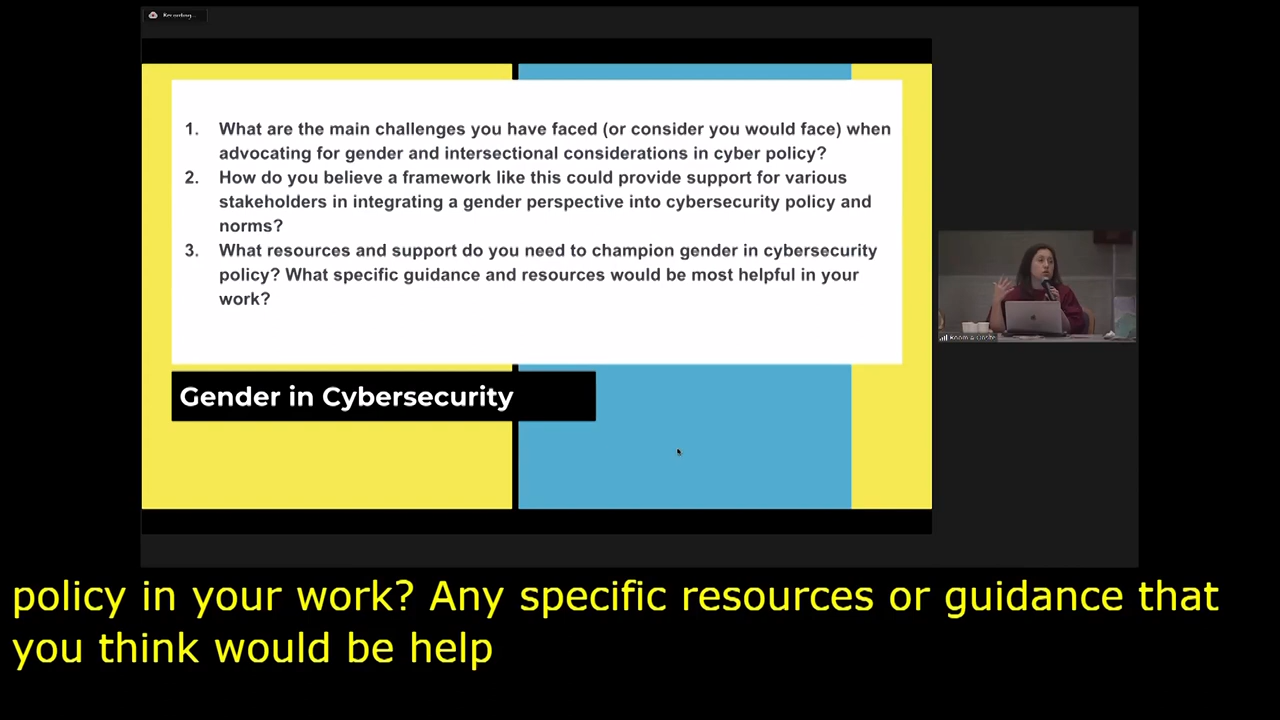 Recording...
1. What are the main challenges you have faced (or consider you would face) when
advocating for gender and intersectional considerations in cyber policy?
2. How do you believe a framework like this could provide support for various
stakeholders in integrating a gender perspective into cybersecurity policy and
norms?
3. What resources and support do you need to champion gender in cybersecurity
policy? What specific guidance and resources would be most helpful in your
work?
Gender in Cybersecurity
Room A Onsite
policy in your work? Any specific resources or guidance that
you think would be help